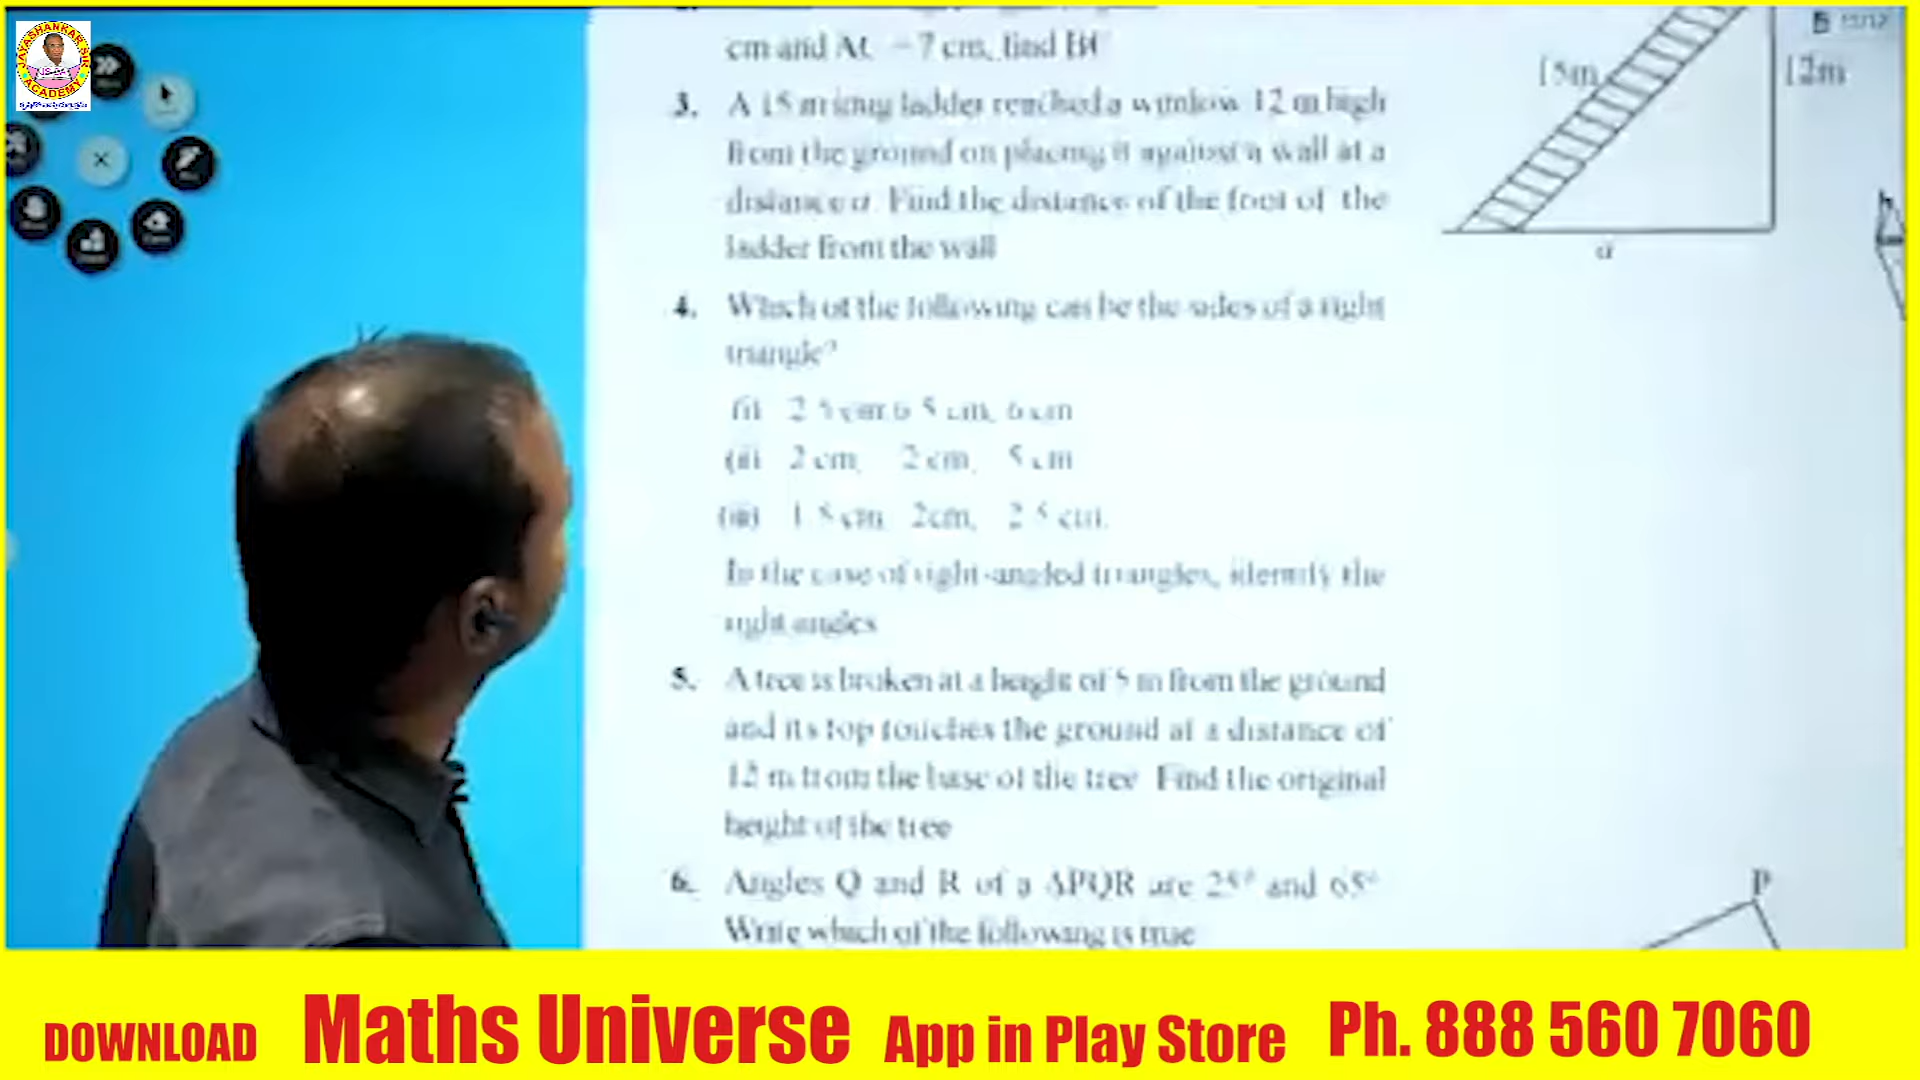 JAYASHANKAR SIR
ACADEMY
cm and AC = 7 cm, find BC
3. A 15 m long ladder reached a window 12 m high
from the ground on placing it against a wall at a
distance a. Find the distance of the foot of the
ladder from the wall
15m
12m
a
4. Which of the following can be the sides of a right
triangle?
(i) 2.5 cm, 6.5 cm, 6 cm
(ii) 2 cm, 2 cm, 5 cm
(iii) 1.5 cm, 2cm, 2.5 cm.
In the case of right-angled triangles, identify the
right angles
5. A tree is broken at a height of 5 m from the ground
and its top touches the ground at a distance of
12 m from the base of the tree. Find the original
height of the tree
6. Angles Q and R of a ΔPQR are 25° and 65°
Write which of the following is true
P
DOWNLOAD Maths Universe App in Play Store Ph. 888 560 7060